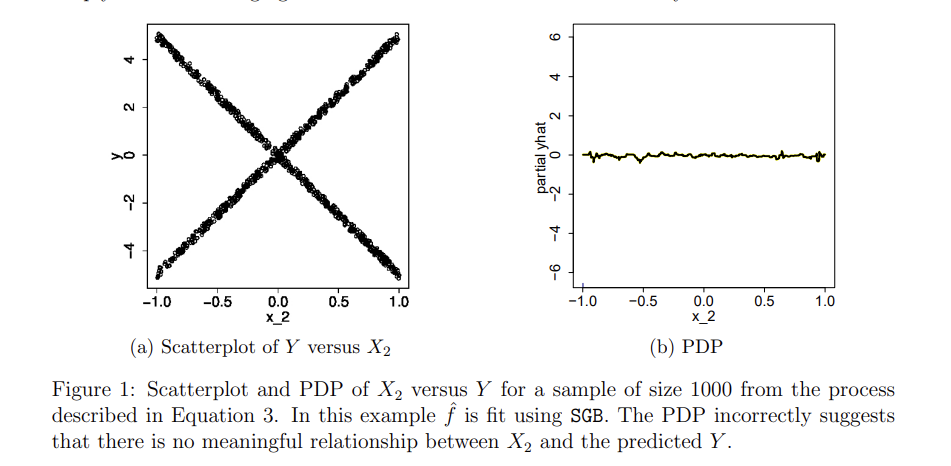 4
2
0
−2
−4
y
−1.0 −0.5 0.0 0.5 1.0
x_2
6
4
2
0
−2
−4
−6
partial yhat
−1.0 −0.5 0.0 0.5 1.0
x_2
(a) Scatterplot of Y versus X₂
(b) PDP
Figure 1: Scatterplot and PDP of X₂ versus Y for a sample of size 1000 from the process
described in Equation 3. In this example f̂ is fit using SGB. The PDP incorrectly suggests
that there is no meaningful relationship between X₂ and the predicted Y.